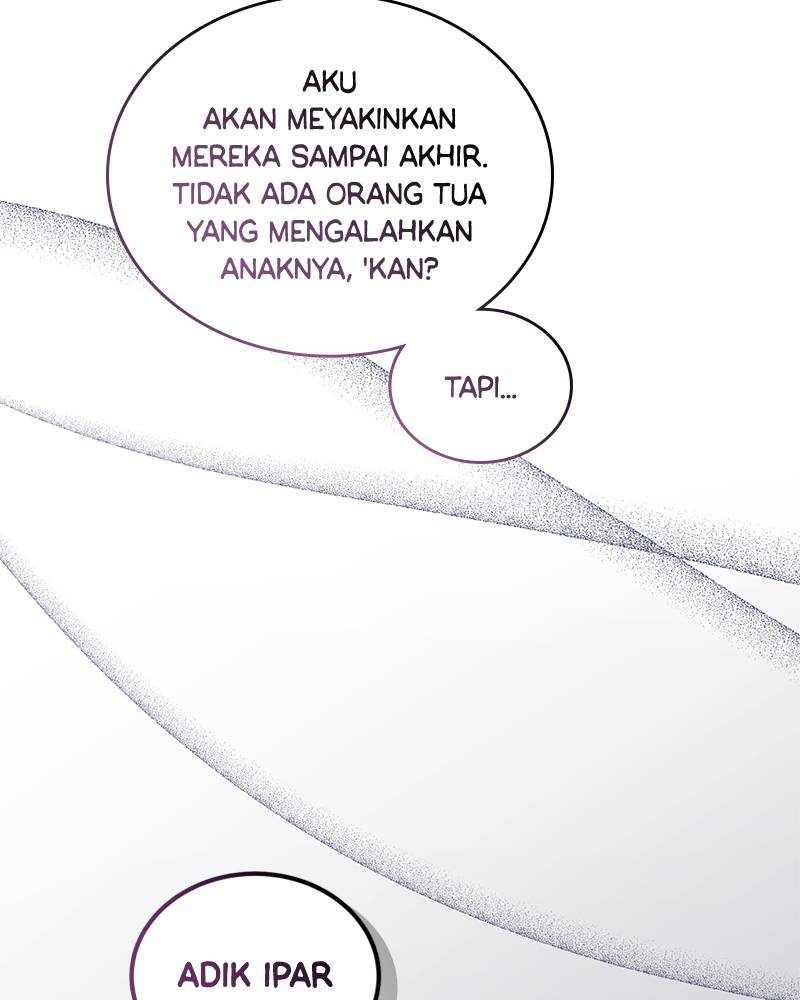 AKU
AKAN MEYAKINKAN
MEREKA SAMPAI AKHIR.
TIDAK ADA ORANG TUA
YANG MENGALAHKAN
ANAKNYA, 'KAN?
TAPI...
ADIK IPAR